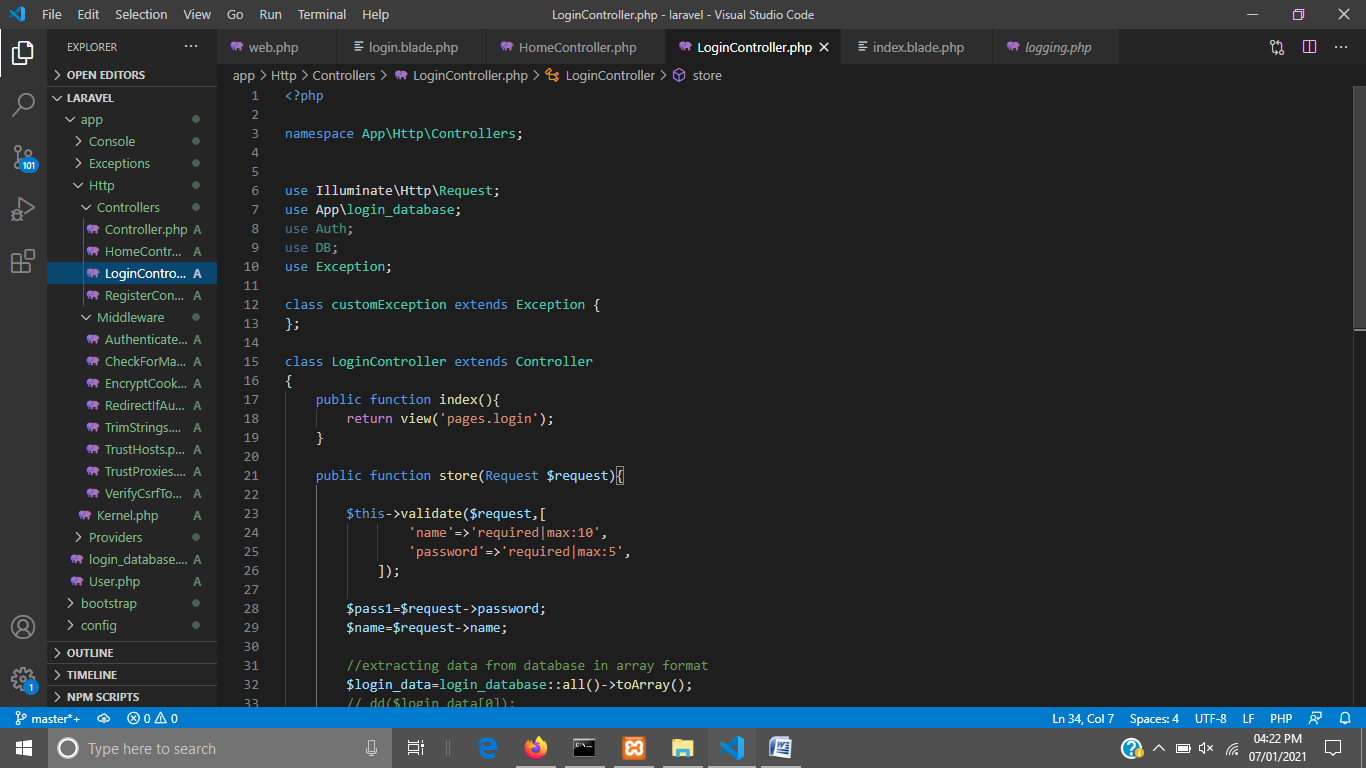 File Edit Selection View Go Run Terminal Help LoginController.php - laravel - Visual Studio Code
EXPLORER ... web.php login.blade.php HomeController.php LoginController.php index.blade.php logging.php ...
OPEN EDITORS
app > Http > Controllers > LoginController.php > LoginController > store
LARAVEL
app
Console
Exceptions
Http
Controllers
Controller.php A
HomeContr... A
LoginContro... A
RegisterCon... A
Middleware
Authenticate... A
CheckForMa... A
EncryptCook... A
RedirectIfAu... A
TrimStrings.... A
TrustHosts.p... A
TrustProxies.... A
VerifyCsrfTo... A
Kernel.php A
Providers
login_database.... A
User.php A
bootstrap
config
OUTLINE
TIMELINE
NPM SCRIPTS
101
1
1 <?php
2
3 namespace App\Http\Controllers;
4
5
6 use Illuminate\Http\Request;
7 use App\login_database;
8 use Auth;
9 use DB;
10 use Exception;
11
12 class customException extends Exception {
13 };
14
15 class LoginController extends Controller
16 {
17     public function index(){
18         return view('pages.login');
19     }
20
21     public function store(Request $request){
22
23         $this->validate($request,[
24                 'name'=>'required|max:10',
25                 'password'=>'required|max:5',
26             ]);
27
28         $pass1=$request->password;
29         $name=$request->name;
30
31         //extracting data from database in array format
32         $login_data=login_database::all()->toArray();
33         // dd($login_data[0]);
master*+ 0 0 Ln 34, Col 7 Spaces: 4 UTF-8 LF PHP
Type here to search
04:22 PM
07/01/2021